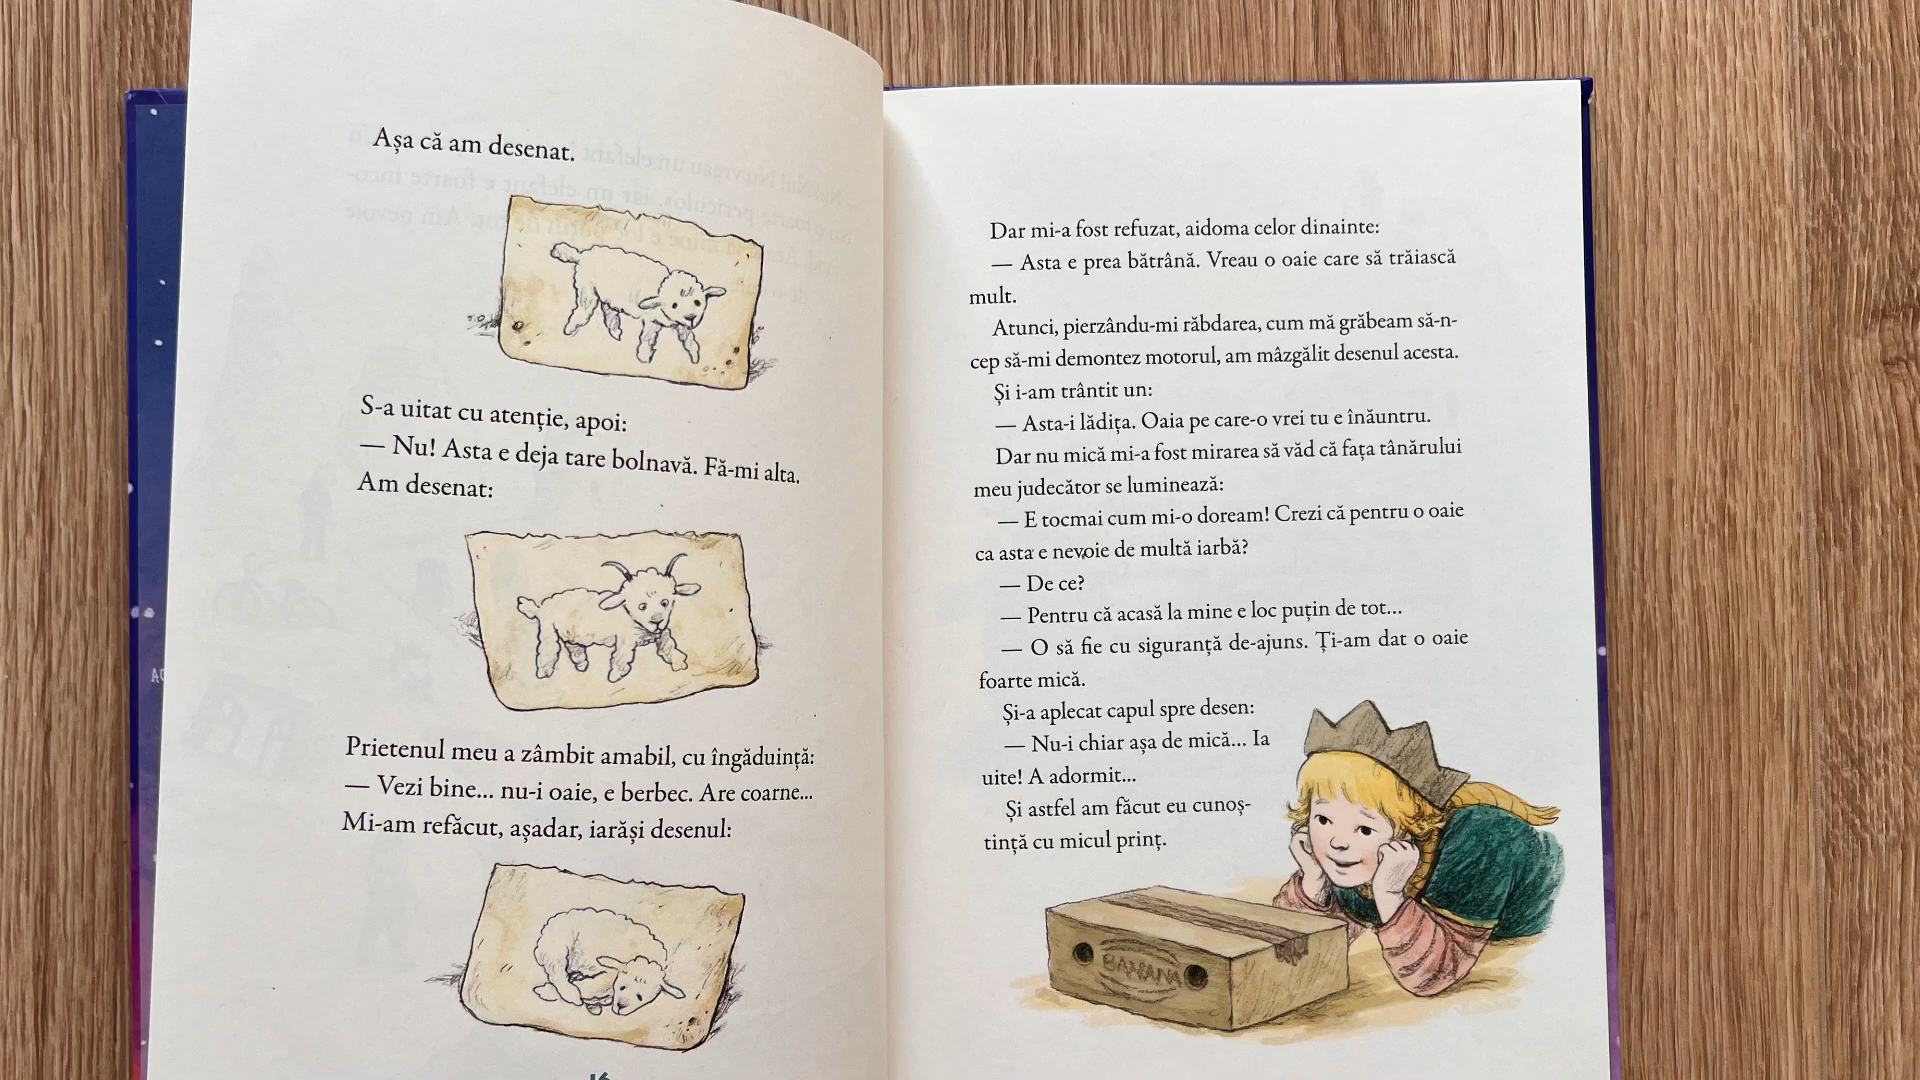 Așa că am desenat.
S-a uitat cu atenție, apoi:
— Nu! Asta e deja tare bolnavă. Fă-mi alta.
Am desenat:
Prietenul meu a zâmbit amabil, cu îngăduință:
— Vezi bine... nu-i oaie, e berbec. Are coarne...
Mi-am refăcut, așadar, iarăși desenul:
Dar mi-a fost refuzat, aidoma celor dinainte:
— Asta e prea bătrână. Vreau o oaie care să trăiască
mult.
Atunci, pierzându-mi răbdarea, cum mă grăbeam să-n-
cep să-mi demontez motorul, am mâzgălit desenul acesta.
Și i-am trântit un:
— Asta-i lădița. Oaia pe care-o vrei tu e înăuntru.
Dar nu mică mi-a fost mirarea să văd că fața tânărului
meu judecător se luminează:
— E tocmai cum mi-o doream! Crezi că pentru o oaie
ca asta e nevoie de multă iarbă?
— De ce?
— Pentru că acasă la mine e loc puțin de tot...
— O să fie cu siguranță de-ajuns. Ți-am dat o oaie
foarte mică.
Și-a aplecat capul spre desen:
— Nu-i chiar așa de mică... Ia
uite! A adormit...
Și astfel am făcut eu cunoș-
tință cu micul prinț.
BANANA